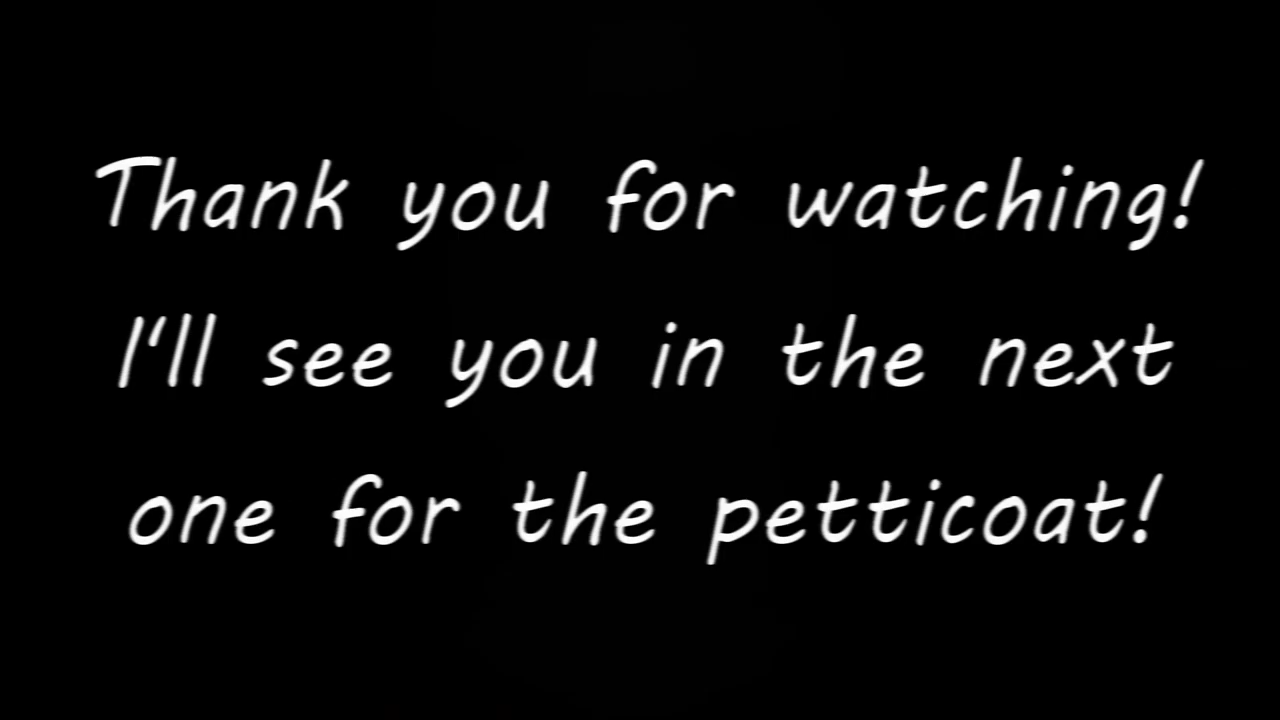 Thank you for watching!
I'll see you in the next
one for the petticoat!